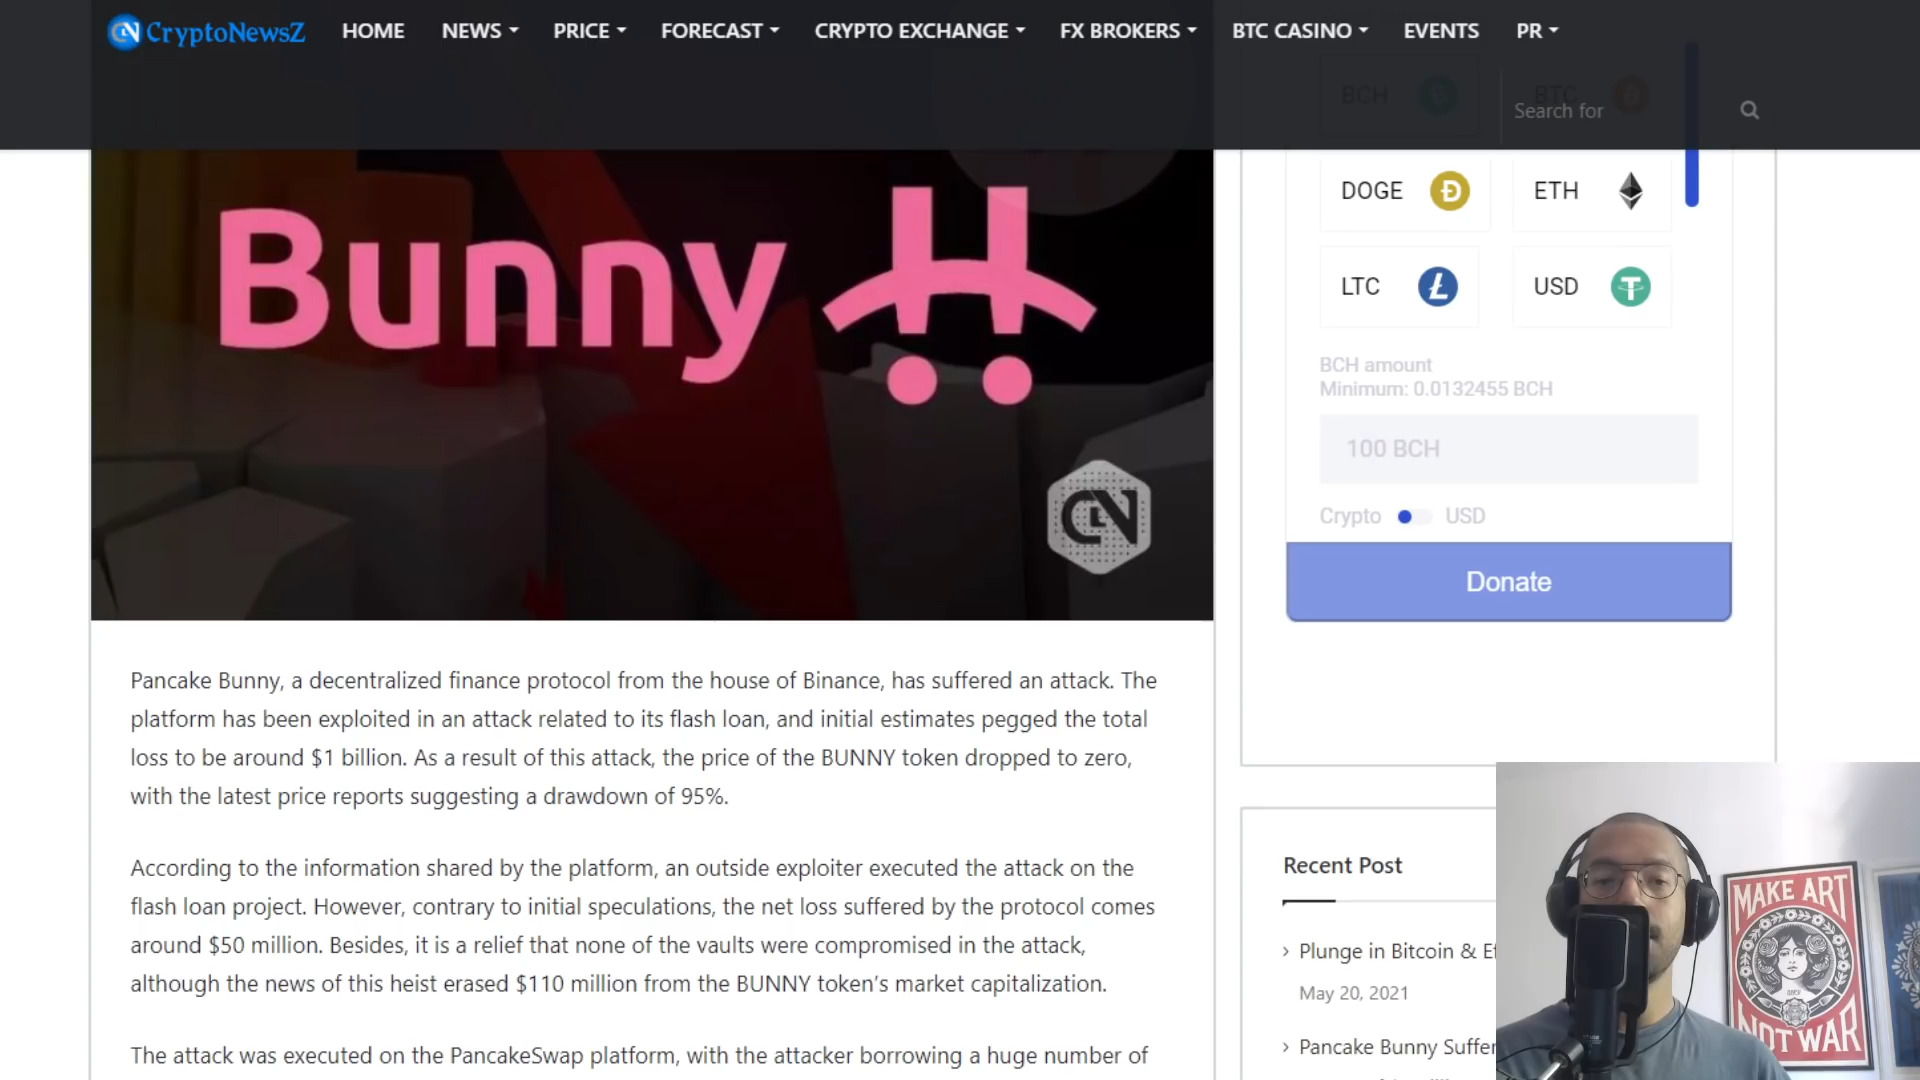 CryptoNewsZ HOME NEWS PRICE FORECAST CRYPTO EXCHANGE FX BROKERS BTC CASINO EVENTS PR
BCH BTC
Search for
DOGE ETH
LTC USD
BCH amount
Minimum: 0.0132455 BCH
100 BCH
Crypto USD
Donate
Bunny
CN
Pancake Bunny, a decentralized finance protocol from the house of Binance, has suffered an attack. The
platform has been exploited in an attack related to its flash loan, and initial estimates pegged the total
loss to be around $1 billion. As a result of this attack, the price of the BUNNY token dropped to zero,
with the latest price reports suggesting a drawdown of 95%.
According to the information shared by the platform, an outside exploiter executed the attack on the
flash loan project. However, contrary to initial speculations, the net loss suffered by the protocol comes
around $50 million. Besides, it is a relief that none of the vaults were compromised in the attack,
although the news of this heist erased $110 million from the BUNNY token’s market capitalization.
The attack was executed on the PancakeSwap platform, with the attacker borrowing a huge number of
Recent Post
Plunge in Bitcoin & Et
May 20, 2021
Pancake Bunny Suffer
MAKE ART
NOT WAR